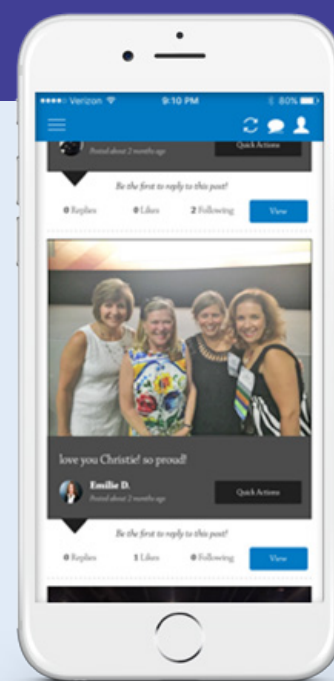 Verizon 9:10 PM 80%
Posted about 2 months ago Quick Actions
Be the first to reply to this post!
0 Replies 0 Likes 2 Following View
love you Christie! so proud!
Emilie D.
Posted about 2 months ago Quick Actions
Be the first to reply to this post!
0 Replies 1 Likes 0 Following View